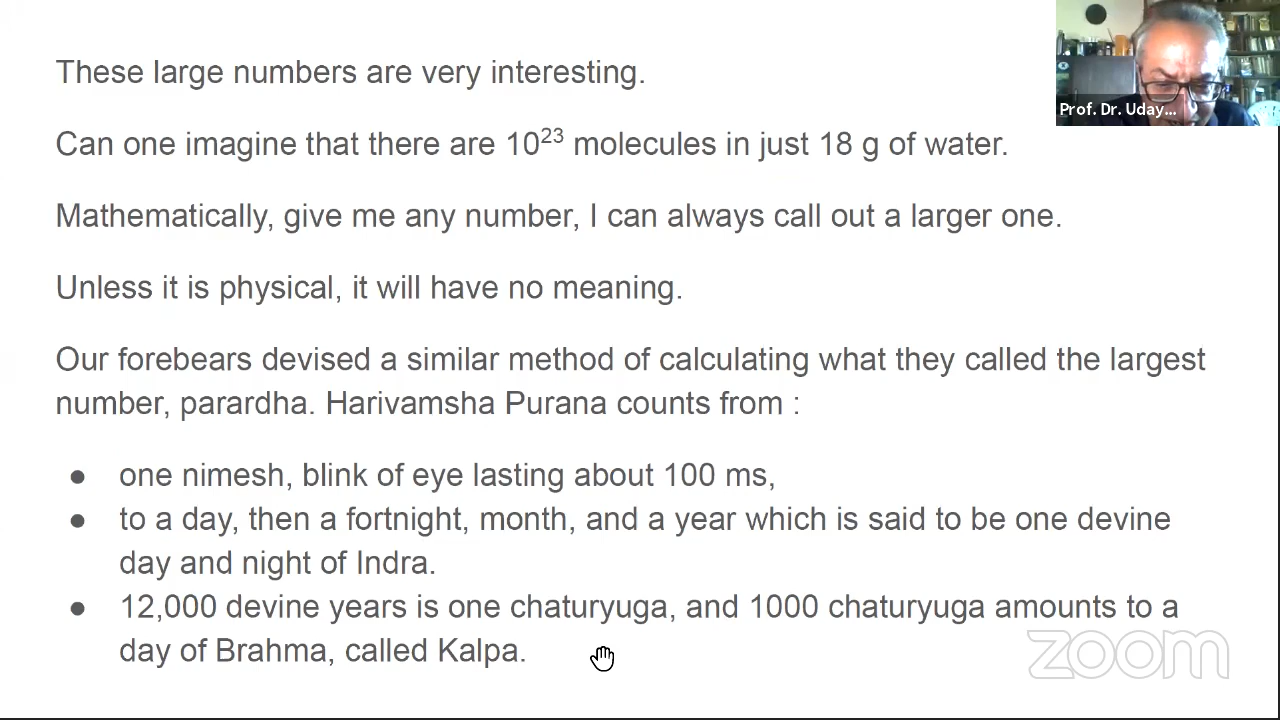 These large numbers are very interesting.
Can one imagine that there are 10²³ molecules in just 18 g of water.
Mathematically, give me any number, I can always call out a larger one.
Unless it is physical, it will have no meaning.
Our forebears devised a similar method of calculating what they called the largest
number, parardha. Harivamsha Purana counts from :
● one nimesh, blink of eye lasting about 100 ms,
● to a day, then a fortnight, month, and a year which is said to be one devine
day and night of Indra.
● 12,000 devine years is one chaturyuga, and 1000 chaturyuga amounts to a
day of Brahma, called Kalpa.
Prof. Dr. Uday...
zoom